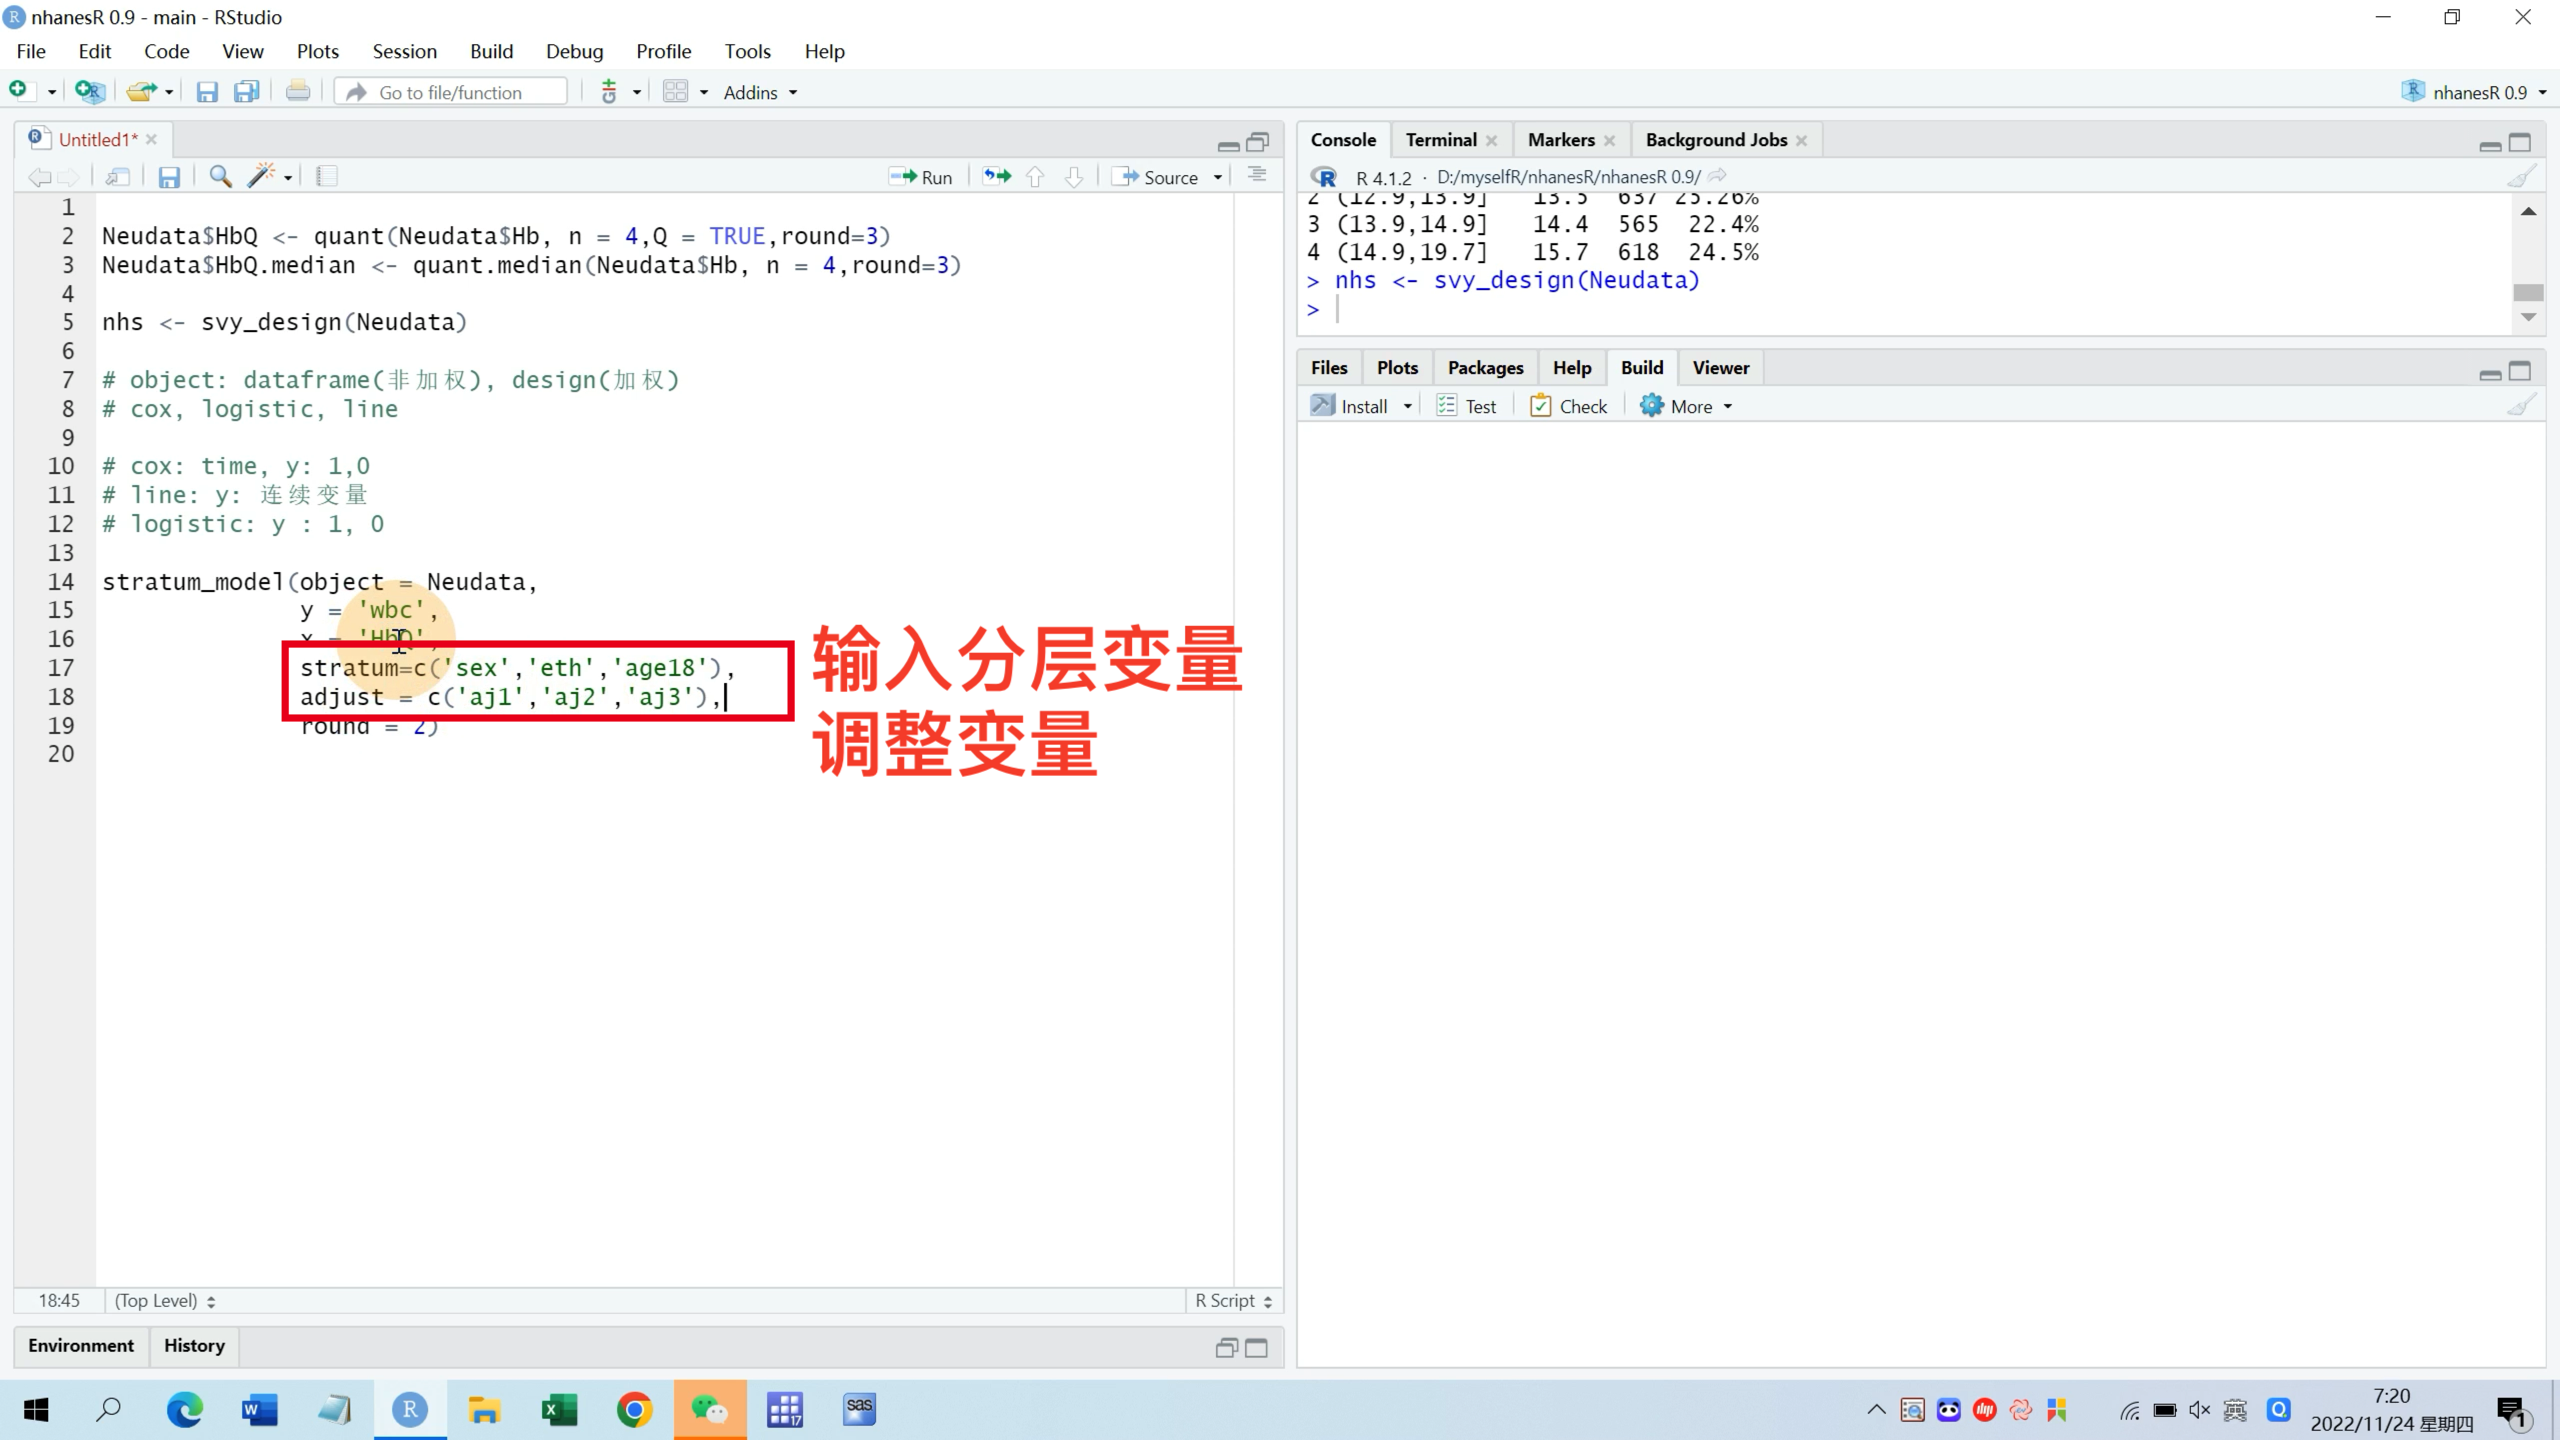 nhanesR 0.9 - main - RStudio
File Edit Code View Plots Session Build Debug Profile Tools Help
Go to file/function Addins nhanesR 0.9
Untitled1*
Run Source
1
2 Neudata$HbQ <- quant(Neudata$Hb, n = 4,Q = TRUE,round=3)
3 Neudata$HbQ.median <- quant.median(Neudata$Hb, n = 4,round=3)
4
5 nhs <- svy_design(Neudata)
6
7 # object: dataframe(非加权), design(加权)
8 # cox, logistic, line
9
10 # cox: time, y: 1,0
11 # line: y: 连续变量
12 # logistic: y : 1, 0
13
14 stratum_model(object = Neudata,
15 y = 'wbc',
16 x = 'HbQ',
17 stratum=c('sex','eth','age18'),
18 adjust = c('aj1','aj2','aj3'),
19 round = 2)
20
输入分层变量
调整变量
18:45 (Top Level) R Script
Environment History
Console Terminal Markers Background Jobs
R 4.1.2 · D:/myselfR/nhanesR/nhanesR 0.9/
2 (12.9,13.9] 13.5 637 25.26%
3 (13.9,14.9] 14.4 565 22.4%
4 (14.9,19.7] 15.7 618 24.5%
> nhs <- svy_design(Neudata)
>
Files Plots Packages Help Build Viewer
Install Test Check More
17 sas 英 7:20
2022/11/24 星期四 1